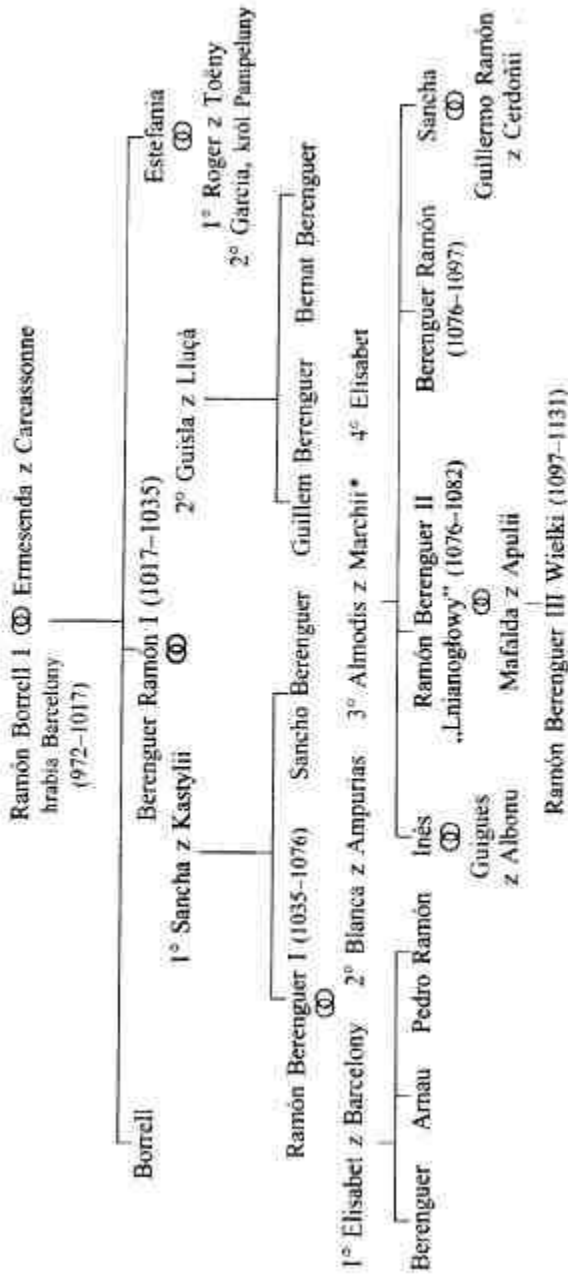 Ramón Borrell I Ermesenda z Carcassonne
hrabia Barcelony
(972–1017)
Borrell
Berenguer Ramón I (1017–1035)
Estefania
1° Roger z Toëny
2° García, król Pampeluny
1° Sancha z Kastylii
2° Guisla z Lluçà
Ramón Berenguer I (1035–1076)
Sancho Berenguer
Guillem Berenguer
Bernat Berenguer
1° Elisabet z Barcelony
2° Blanca z Ampurias
3° Almodis z Marchii*
4° Elisabet
Berenguer
Arnau
Pedro Ramón
Inés
Guigues
z Albonu
Ramón Berenguer II
„Lnianogłowy” (1076–1082)
Mafalda z Apulii
Berenguer Ramón
(1076–1097)
Sancha
Guillermo Ramón
z Cerdońii
Ramón Berenguer III Wielki (1097–1131)